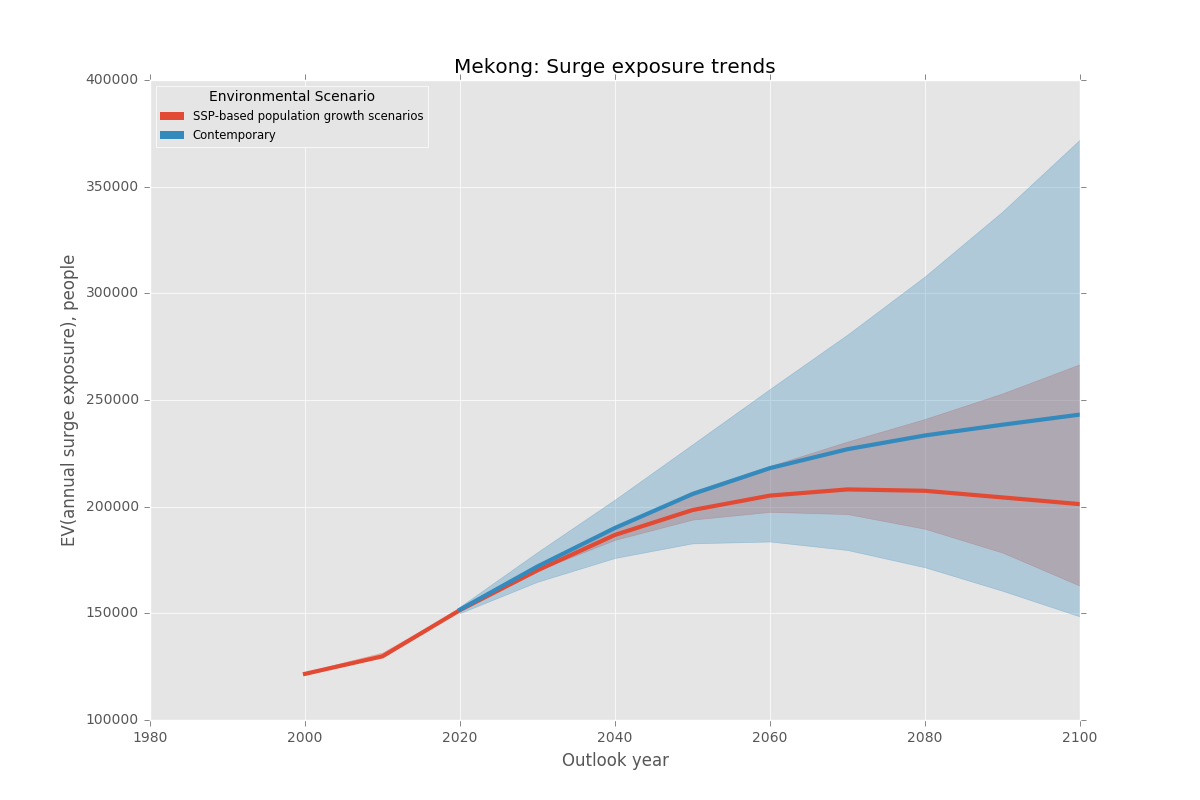 Mekong: Surge exposure trends
400000
350000
300000
250000
200000
150000
100000
EV(annual surge exposure), people
Environmental Scenario
SSP-based population growth scenarios
Contemporary
1980 2000 2020 2040 2060 2080 2100
Outlook year